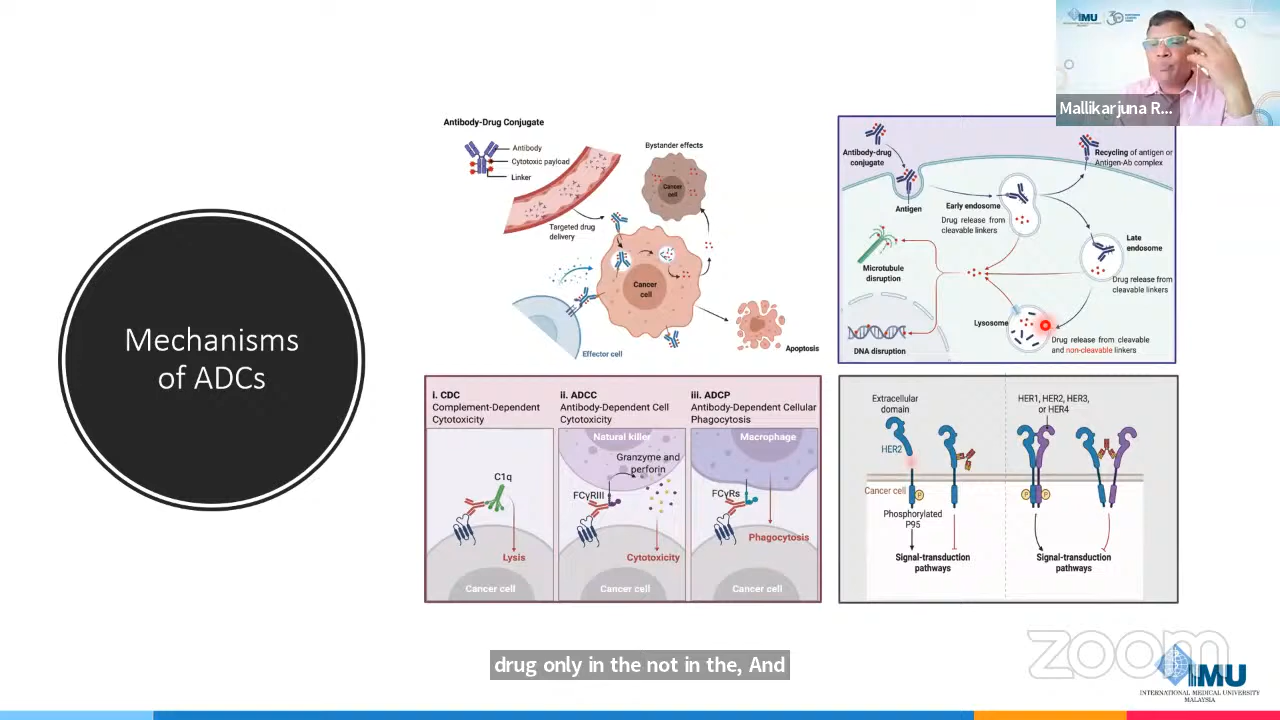 Mechanisms
of ADCs
Antibody-Drug Conjugate
Antibody
Cytotoxic payload
Linker
Bystander effects
Cancer
cell
Targeted drug
delivery
Cancer
cell
Effector cell
Apoptosis
Antibody-drug
conjugate
Antigen
Early endosome
Drug release from
cleavable linkers
Recycling of antigen or
Antigen-Ab complex
Late
endosome
Drug release from
cleavable linkers
Microtubule
disruption
DNA disruption
Lysosome
Drug release from cleavable
and non-cleavable linkers
i. CDC
Complement-Dependent
Cytotoxicity
C1q
Lysis
Cancer cell
ii. ADCC
Antibody-Dependent Cell
Cytotoxicity
Natural killer
Granzyme and
perforin
FCγRIII
Cytotoxicity
Cancer cell
iii. ADCP
Antibody-Dependent Cellular
Phagocytosis
Macrophage
FCγRs
Phagocytosis
Cancer cell
Extracellular
domain
HER2
Cancer cell
P
Phosphorylated
P95
Signal-transduction
pathways
HER1, HER2, HER3,
or HER4
P
P
Signal-transduction
pathways
IMU
Mallikarjuna R...
drug only in the not in the, And
zoom
IMU
INTERNATIONAL MEDICAL UNIVERSITY
MALAYSIA